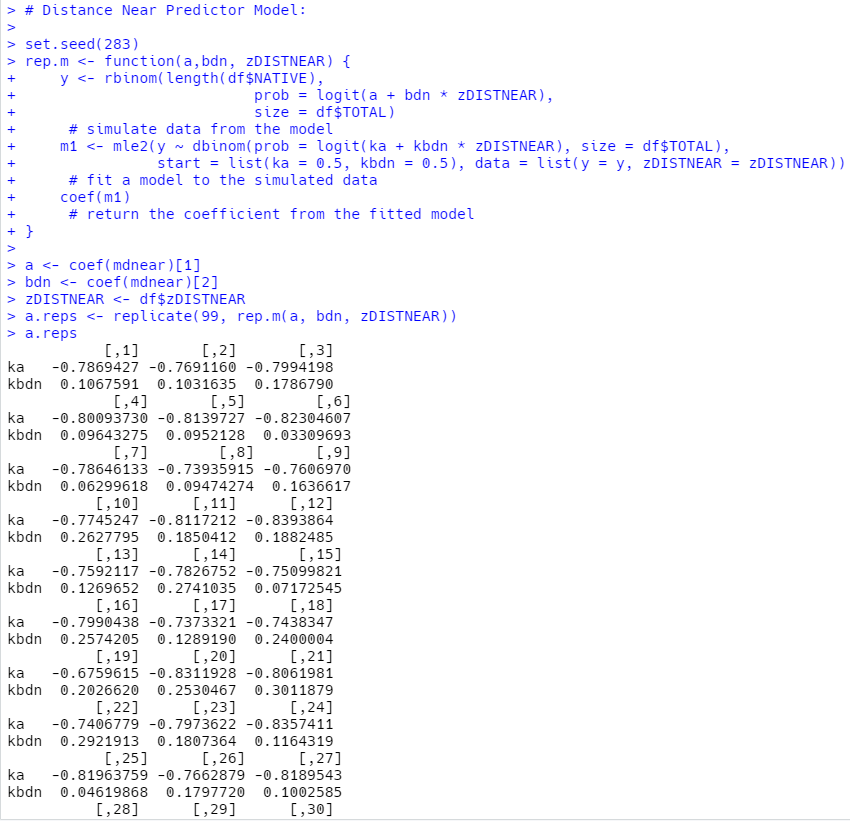 > # Distance Near Predictor Model:
>
> set.seed(283)
> rep.m <- function(a,bdn, zDISTNEAR) {
+     y <- rbinom(length(df$NATIVE),
+                            prob = logit(a + bdn * zDISTNEAR),
+                            size = df$TOTAL)
+      # simulate data from the model
+     m1 <- mle2(y ~ dbinom(prob = logit(ka + kbdn * zDISTNEAR), size = df$TOTAL),
+                start = list(ka = 0.5, kbdn = 0.5), data = list(y = y, zDISTNEAR = zDISTNEAR))
+      # fit a model to the simulated data
+     coef(m1)
+      # return the coefficient from the fitted model
+ }
>
> a <- coef(mdnear)[1]
> bdn <- coef(mdnear)[2]
> zDISTNEAR <- df$zDISTNEAR
> a.reps <- replicate(99, rep.m(a, bdn, zDISTNEAR))
> a.reps
           [,1]       [,2]       [,3]
ka   -0.7869427 -0.7691160 -0.7994198
kbdn  0.1067591  0.1031635  0.1786790
            [,4]       [,5]        [,6]
ka   -0.80093730 -0.8139727 -0.82304607
kbdn  0.09643275  0.0952128  0.03309693
            [,7]        [,8]       [,9]
ka   -0.78646133 -0.73935915 -0.7606970
kbdn  0.06299618  0.09474274  0.1636617
          [,10]      [,11]      [,12]
ka   -0.7745247 -0.8117212 -0.8393864
kbdn  0.2627795  0.1850412  0.1882485
          [,13]      [,14]       [,15]
ka   -0.7592117 -0.7826752 -0.75099821
kbdn  0.1269652  0.2741035  0.07172545
          [,16]      [,17]      [,18]
ka   -0.7990438 -0.7373321 -0.7438347
kbdn  0.2574205  0.1289190  0.2400004
          [,19]      [,20]      [,21]
ka   -0.6759615 -0.8311928 -0.8061981
kbdn  0.2026620  0.2530467  0.3011879
          [,22]      [,23]      [,24]
ka   -0.7406779 -0.7973622 -0.8357411
kbdn  0.2921913  0.1807364  0.1164319
           [,25]      [,26]      [,27]
ka   -0.81963759 -0.7662879 -0.8189543
kbdn  0.04619868  0.1797720  0.1002585
          [,28]      [,29]      [,30]